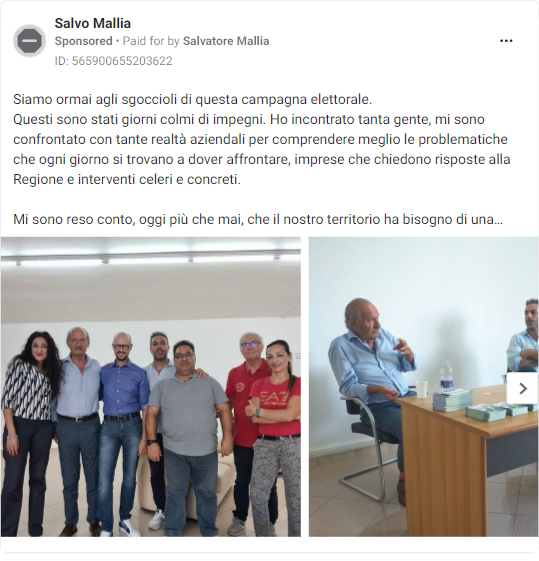 Salvo Mallia
Sponsored • Paid for by Salvatore Mallia
ID: 565900655203622
Siamo ormai agli sgoccioli di questa campagna elettorale.
Questi sono stati giorni colmi di impegni. Ho incontrato tanta gente, mi sono
confrontato con tante realtà aziendali per comprendere meglio le problematiche
che ogni giorno si trovano a dover affrontare, imprese che chiedono risposte alla
Regione e interventi celeri e concreti.
Mi sono reso conto, oggi più che mai, che il nostro territorio ha bisogno di una...
EA7